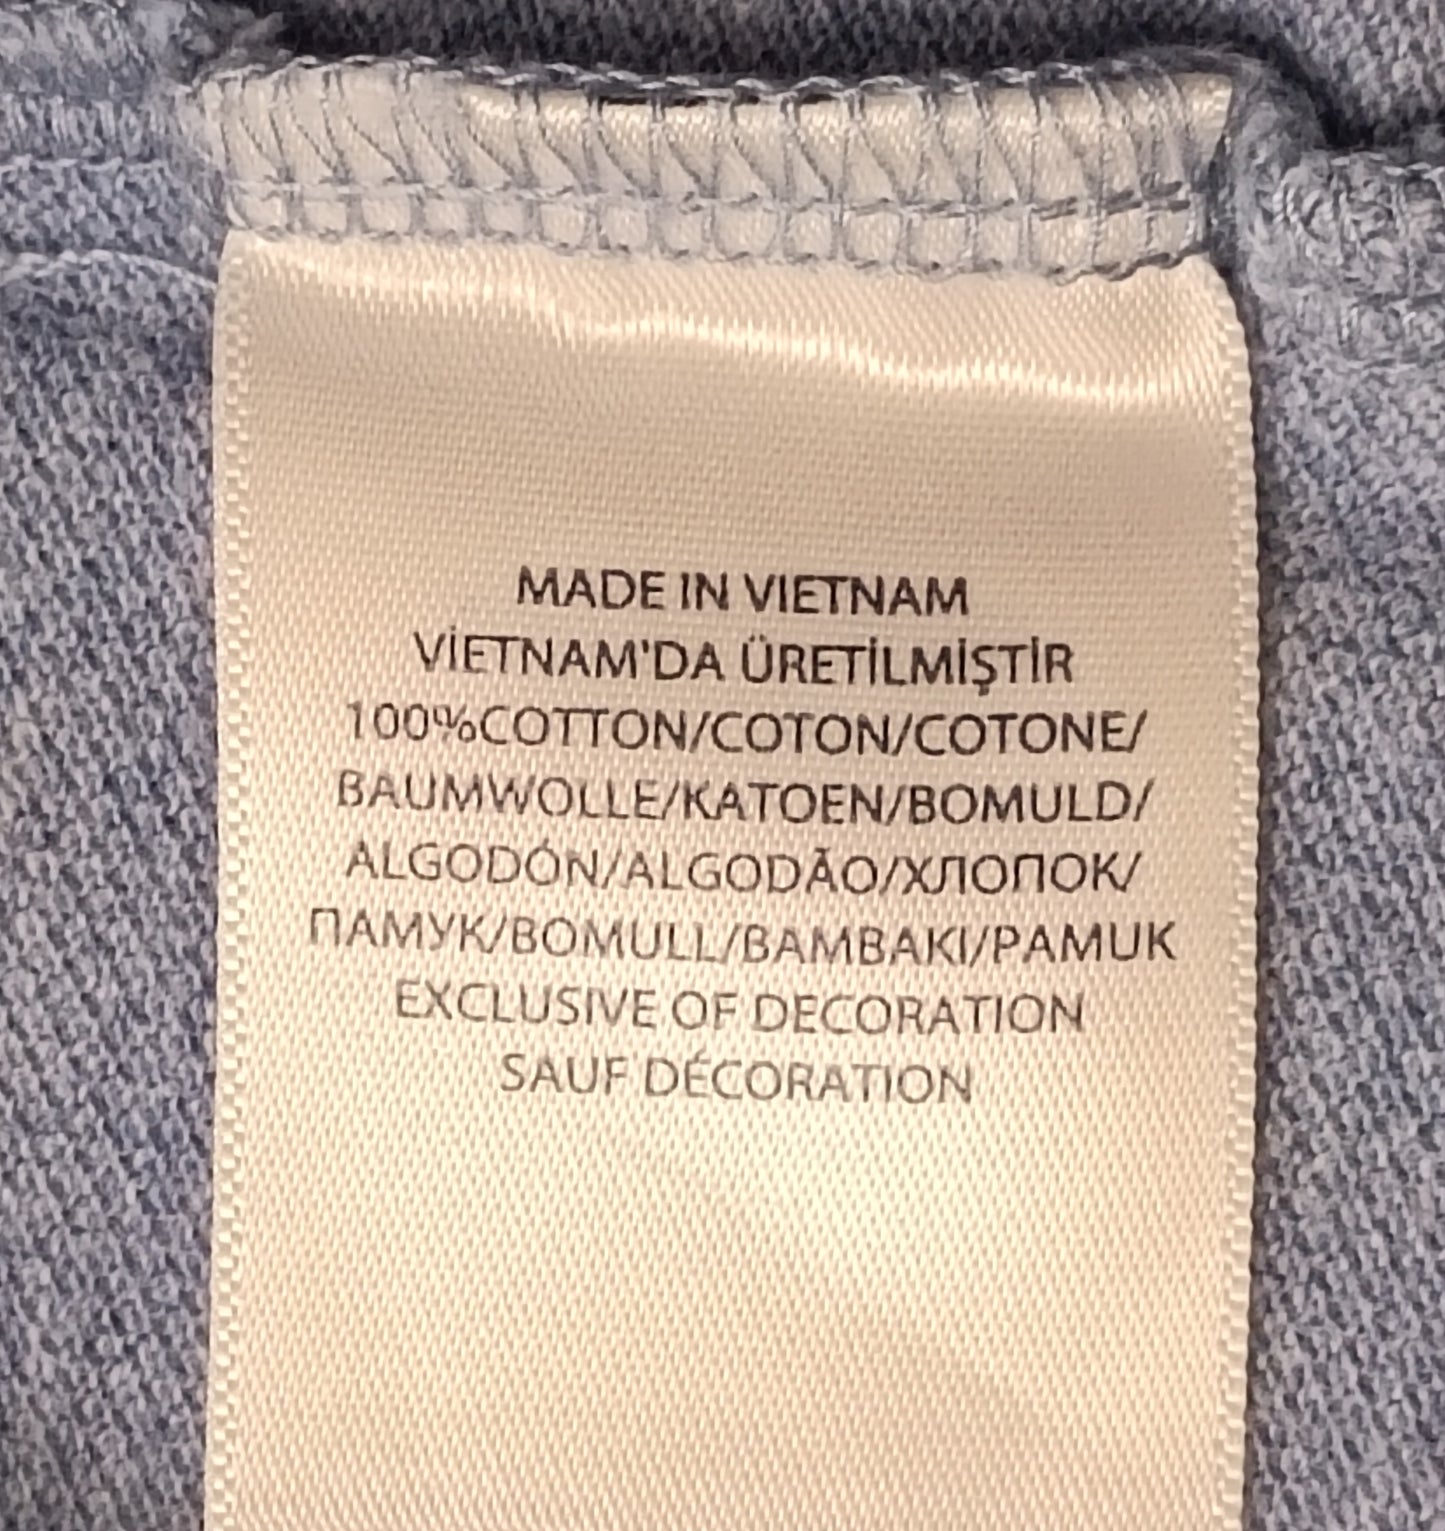 MADE IN VIETNAM
VİETNAM'DA ÜRETİLMİŞTİR
100%COTTON/COTON/COTONE/
BAUMWOLLE/KATOEN/BOMULD/
ALGODÓN/ALGODÃO/ХЛОПОК/
ПАМУК/BOMULL/BAMBAKI/PAMUK
EXCLUSIVE OF DECORATION
SAUF DÉCORATION